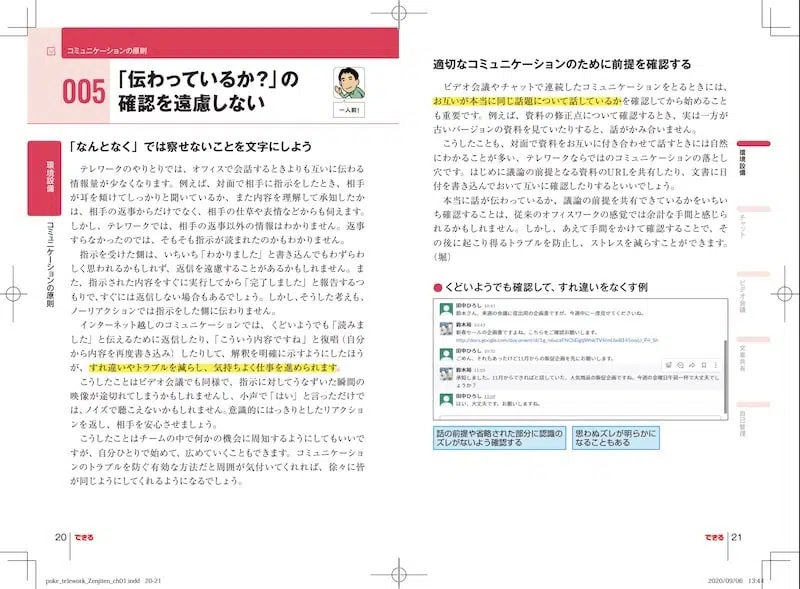 コミュニケーションの原則
005
「伝わっているか?」の
確認を遠慮しない
一人前!
環境設備
コミュニケーションの原則
「なんとなく」では察せないことを文字にしよう
テレワークのやりとりでは、オフィスで会話するときよりも互いに伝わる
情報量が少なくなります。例えば、対面で相手に指示をしたとき、相手
が耳を傾けてしっかりと聞いているか、また内容を理解して承知したか
は、相手の返事からだけでなく、相手の仕草や表情などからも伺えます。
しかし、テレワークでは、相手の返事以外の情報はわかりません。返事
すらなかったのでは、そもそも指示が読まれたのかもわかりません。
指示を受けた側は、いちいち「わかりました」と書き込んでもわずらわ
しく思われるかもしれず、返信を遠慮することがあるかもしれません。ま
た、指示された内容をすぐに実行してから「完了しました」と報告するつ
もりで、すぐには返信しない場合もあるでしょう。しかし、そうした考えも、
ノーリアクションでは指示をした側に伝わりません。
インターネット越しのコミュニケーションでは、くどいようでも「読みま
した」と伝えるために返信したり、「こういう内容ですね」と復唱(自分
から内容を再度書き込み)したりして、解釈を明確に示すようにしたほう
が、すれ違いやトラブルを減らし、気持ちよく仕事を進められます。
こうしたことはビデオ会議でも同様で、指示に対してうなずいた瞬間の
映像が途切れてしまうかもしれませんし、小声で「はい」と言っただけで
は、ノイズで聴こえないかもしれません。意識的にはっきりとしたリアクショ
ンを返し、相手を安心させましょう。
こうしたことはチームの中で何かの機会に周知するようにしてもいいで
すが、自分ひとりで始めて、広めていくこともできます。コミュニケーション
のトラブルを防ぐ有効な方法だと周囲が気付いてくれれば、徐々に皆
が同じようにしてくれるようになるでしょう。
20 できる
適切なコミュニケーションのために前提を確認する
ビデオ会議やチャットで連続したコミュニケーションをとるときには、
お互いが本当に同じ話題について話しているかを確認してから始めること
も重要です。例えば、資料の修正点について確認するとき、実は一方が
古いバージョンの資料を見ていたりすると、話がかみ合いません。
こうしたことも、対面で資料をお互いに付き合わせて話すときには自然
にわかることが多い、テレワークならではのコミュニケーションの落とし
穴です。はじめに議論の前提となる資料のURLを共有したり、文書に日
付を書き込んでおいて互いに確認したりするといいでしょう。
本当に話が伝わっているか、議論の前提を共有できているかをいちい
ち確認することは、従来のオフィスワークの感覚では余計な手間と感じら
れるかもしれません。しかし、あえて手間をかけて確認することで、そ
の後に起こり得るトラブルを防止し、ストレスを減らすことができます。
(堀)
●くどいようでも確認して、すれ違いをなくす例
田中ひろし 10:41
鈴木さん、来週の会議に提出用の企画書ですが、今週中に一度見せてくださいね。
鈴木裕
新春セールの企画書ですよね。こちらをご確認お願いします。
田中ひろし
ごめん、それもあったけど11月からの販促企画を先にお願いします。
鈴木裕
承知しました。11月からでされたと話していた、人気商品の販促企画ですね。今週の金曜日午前一杯で大丈夫でし
ょうか?
田中ひろし
はい、大丈夫です。お願いしますね。
話の前提や省略された部分に認識の
ズレがないよう確認する
思わぬズレが明らかに
なることもある
環境設備
チャット
ビデオ会議
文書共有
自己管理
できる 21
poke_telework_Zenjiten_ch01.indd 20-21
2020/09/06 13:44